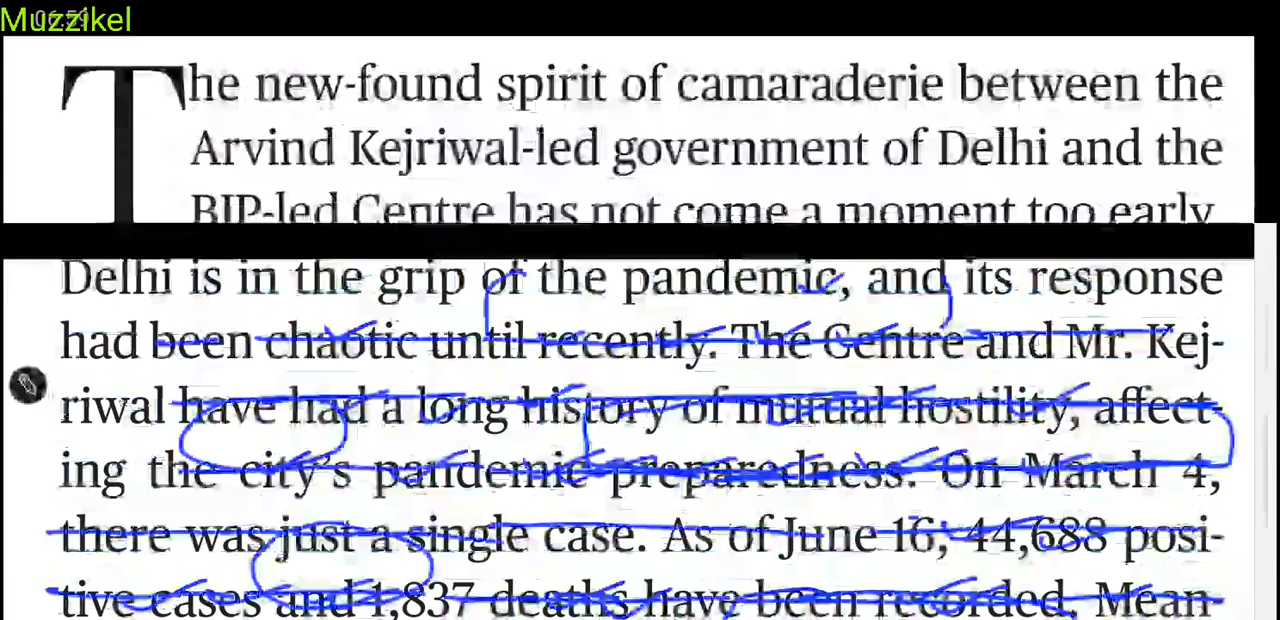 Muzzikel
The new-found spirit of camaraderie between the
Arvind Kejriwal-led government of Delhi and the
BJP-led Centre has not come a moment too early.
Delhi is in the grip of the pandemic, and its response
had been chaotic until recently. The Centre and Mr. Kej-
riwal have had a long history of mutual hostility, affect-
ing the city's pandemic preparedness. On March 4,
there was just a single case. As of June 16, 44,688 posi-
tive cases and 1,837 deaths have been recorded. Mean-